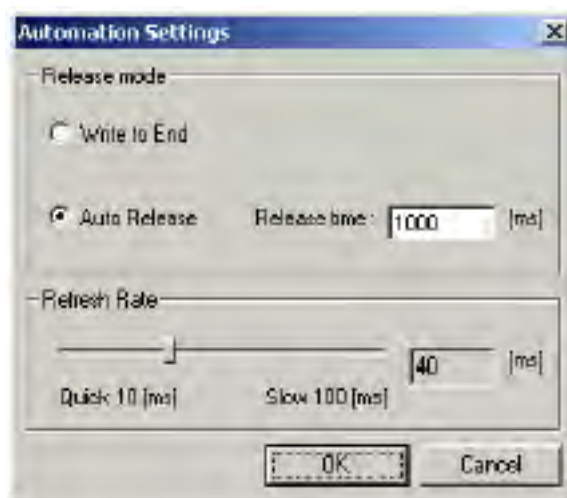 Automation Settings
Release mode
Write to End
Auto Release Release time : 1000 [ms]
Refresh Rate
40 [ms]
Quick 10 [ms] Slow 100 [ms]
OK Cancel